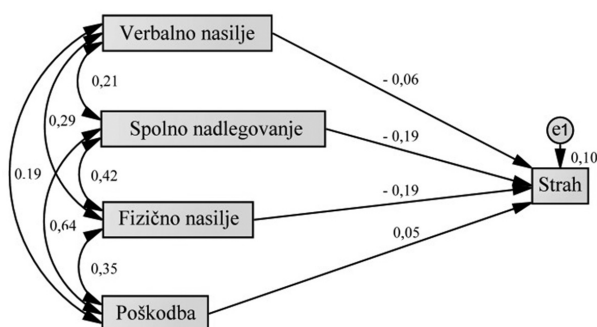 Verbalno nasilje
- 0,06
0,21
e1
Spolno nadlegovanje
- 0,19
0,10
0,29
0.19
0,42
Strah
- 0,19
Fizično nasilje
0,64
0,05
0,35
Poškodba